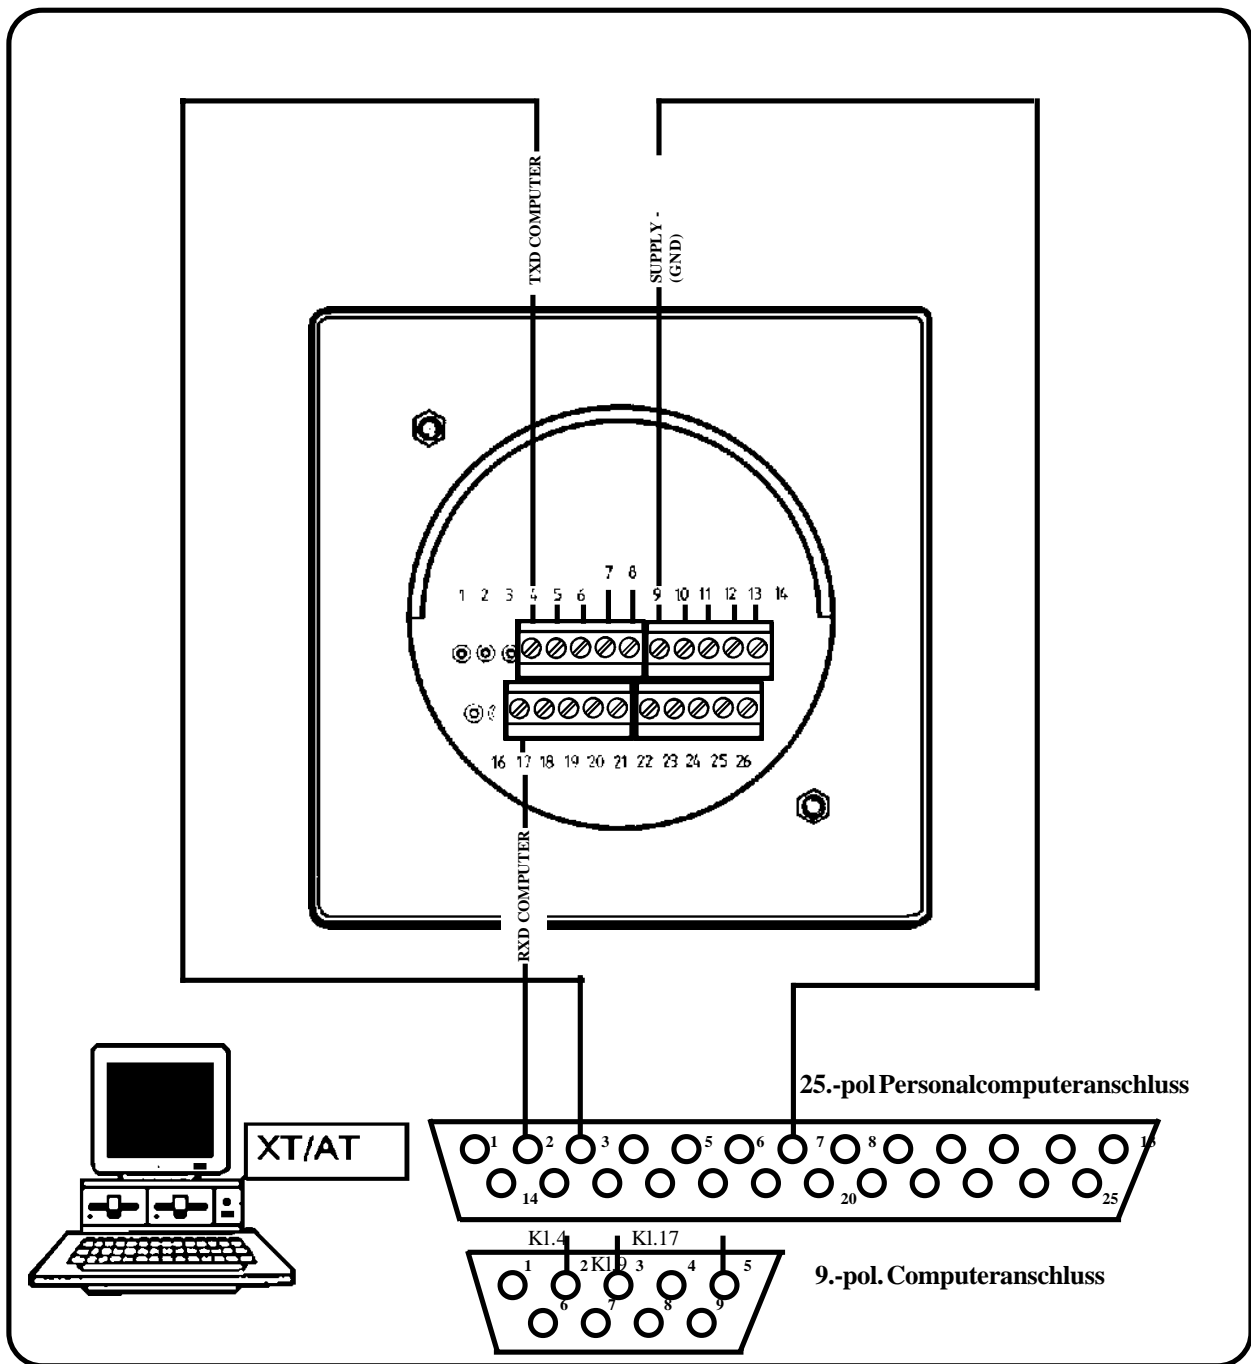 TXD COMPUTER
SUPPLY -
(GND)
7 8
1 2 3 4 5 6 9 10 11 12 13 14
16 17 18 19 20 21 22 23 24 25 26
RXD COMPUTER
25.-pol Personalcomputeranschluss
XT/AT
1 2 3 5 6 7 8 13
14 20 25
Kl.4 Kl.17
Kl.9
1 2 3 4 5
6 7 8 9
9.-pol. Computeranschluss